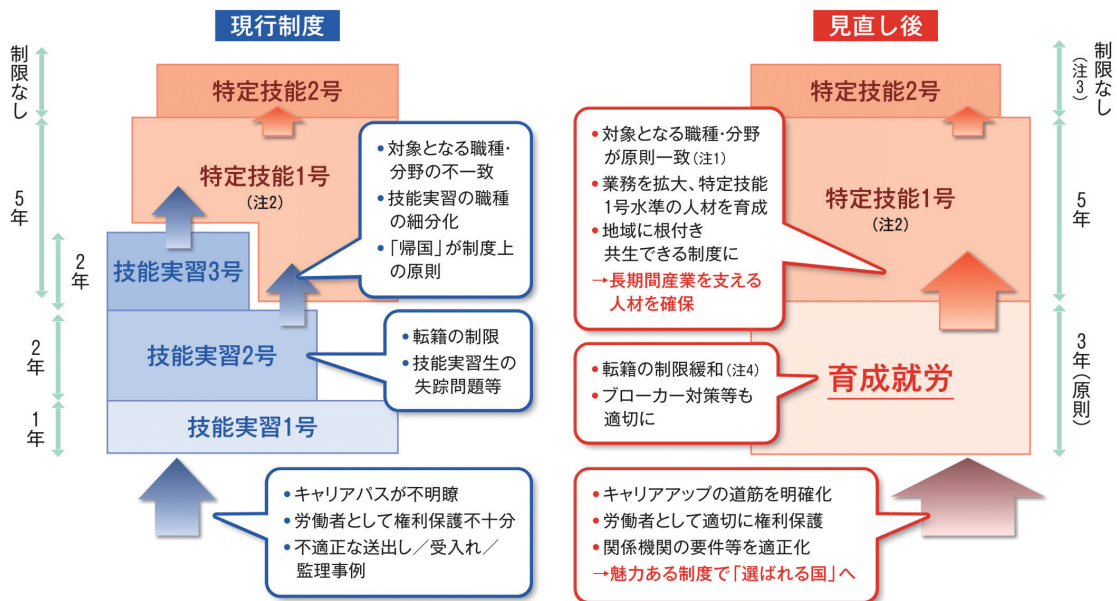 現行制度
制限なし
5年
2年
2年
1年
特定技能2号
特定技能1号
(注2)
技能実習3号
技能実習2号
技能実習1号
•対象となる職種・
分野の不一致
•技能実習の職種
の細分化
•「帰国」が制度上
の原則
•転籍の制限
•技能実習生の
失踪問題等
•キャリアパスが不明瞭
•労働者として権利保護不十分
•不適正な送出し／受入れ／
監理事例
見直し後
•対象となる職種・分野
が原則一致(注1)
•業務を拡大、特定技能
1号水準の人材を育成
•地域に根付き
共生できる制度に
→長期間産業を支える
人材を確保
•転籍の制限緩和(注4)
•ブローカー対策等も
適切に
•キャリアアップの道筋を明確化
•労働者として適切に権利保護
•関係機関の要件等を適正化
→魅力ある制度で「選ばれる国」へ
特定技能2号
特定技能1号
(注2)
育成就労
制限なし
(注3)
5年
3年(原則)